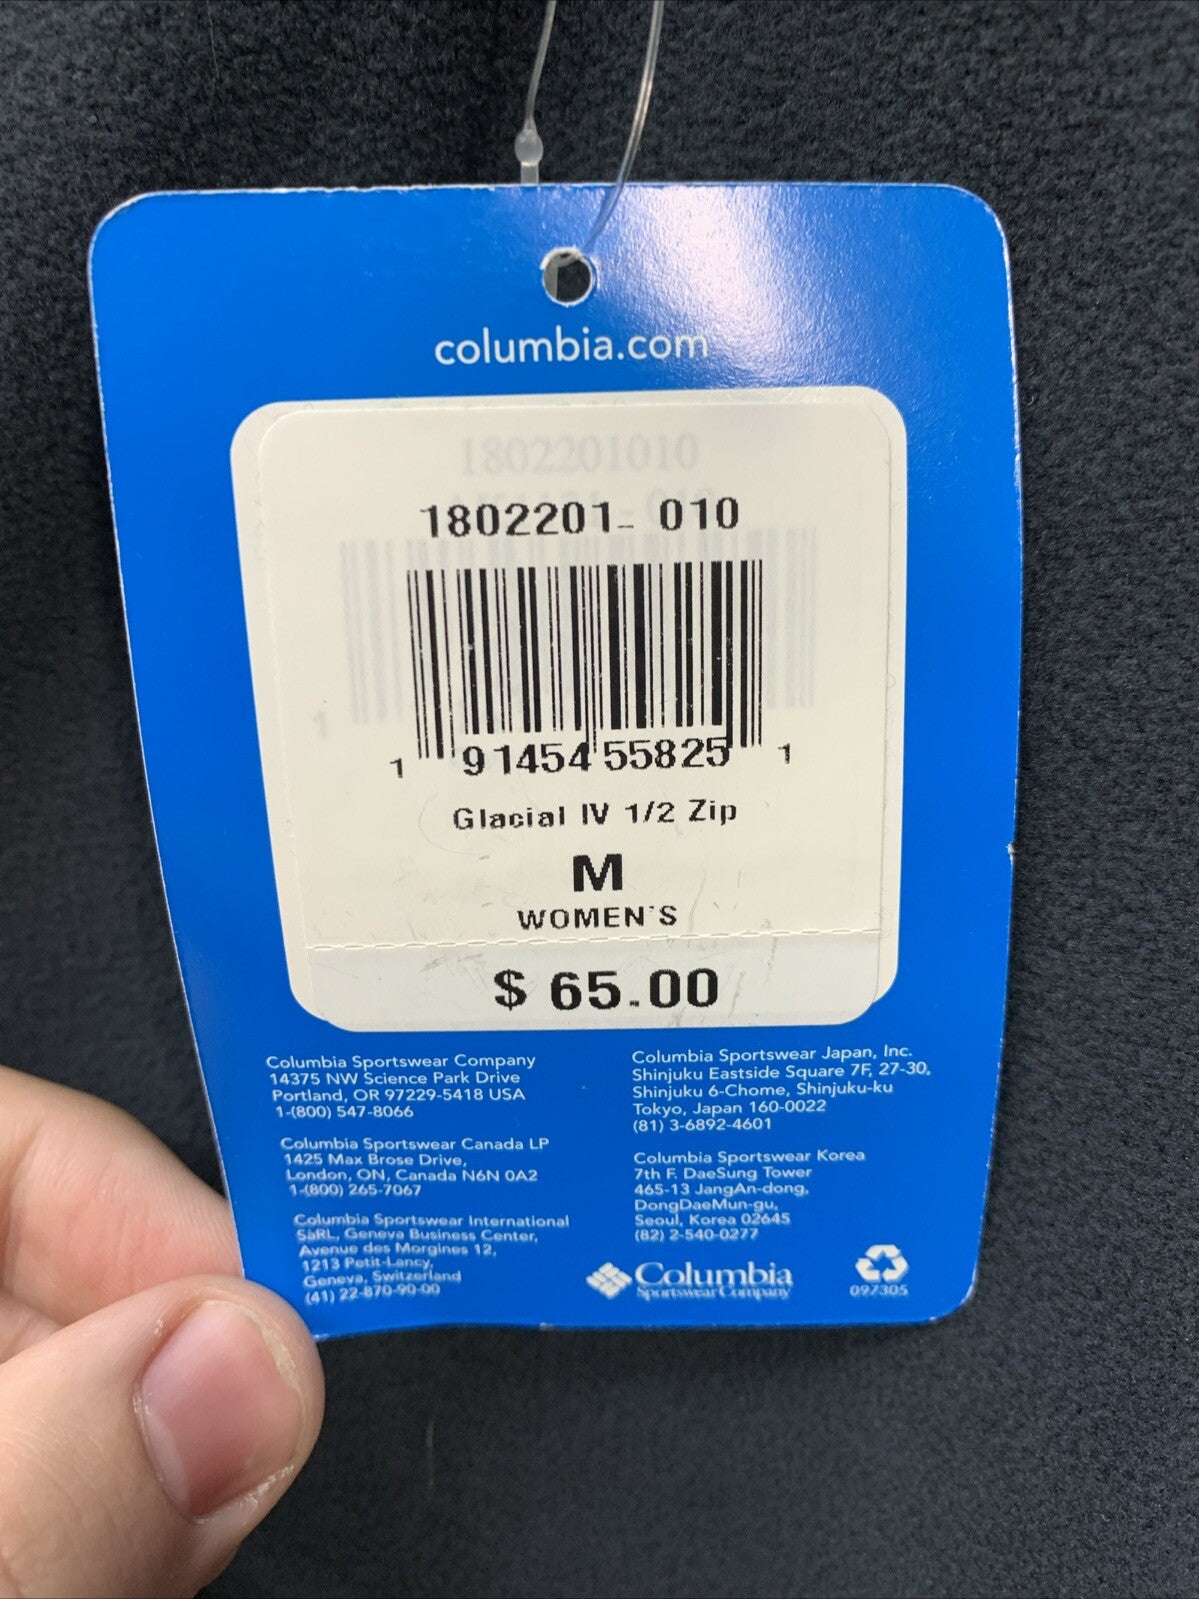 columbia.com
1802201010
1802201- 010
1
1 91454 55825 1
Glacial IV 1/2 Zip
M
WOMEN'S
$ 65.00
Columbia Sportswear Company
14375 NW Science Park Drive
Portland, OR 97229-5418 USA
1-(800) 547-8066
Columbia Sportswear Canada LP
1425 Max Brose Drive,
London, ON, Canada N6N 0A2
1-(800) 265-7067
Columbia Sportswear International
SàRL, Geneva Business Center,
Avenue des Morgines 12,
1213 Petit-Lancy,
Geneva, Switzerland
(41) 22-870-90-00
Columbia Sportswear Japan, Inc.
Shinjuku Eastside Square 7F, 27-30,
Shinjuku 6-Chome, Shinjuku-ku
Tokyo, Japan 160-0022
(81) 3-6892-4601
Columbia Sportswear Korea
7th F. DaeSung Tower
465-13 JangAn-dong,
DongDaeMun-gu,
Seoul, Korea 02645
(82) 2-540-0277
Columbia
Sportswear Company
097305